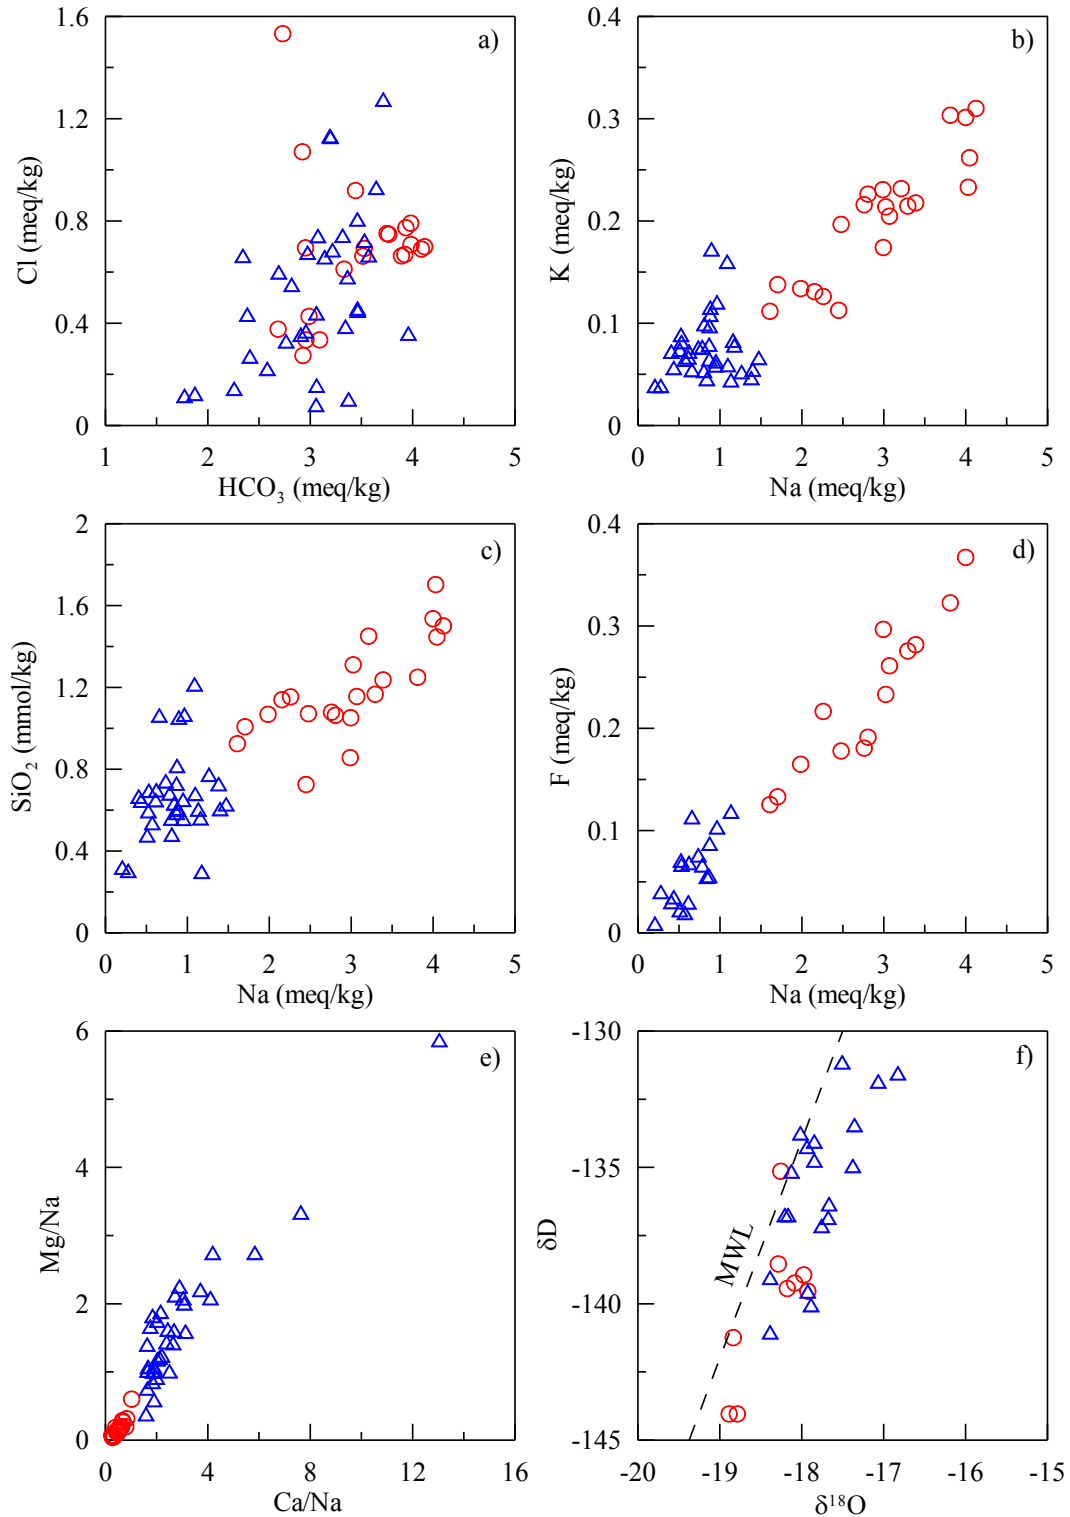 1.6
1.2
0.8
0.4
0
Cl (meq/kg)
a)
1 2 3 4 5
HCO₃ (meq/kg)
0.4
0.3
0.2
0.1
0
K (meq/kg)
b)
0 1 2 3 4 5
Na (meq/kg)
2
1.6
1.2
0.8
0.4
0
SiO₂ (mmol/kg)
c)
0 1 2 3 4 5
Na (meq/kg)
0.4
0.3
0.2
0.1
0
F (meq/kg)
d)
0 1 2 3 4 5
Na (meq/kg)
6
4
2
0
Mg/Na
e)
0 4 8 12 16
Ca/Na
-130
-135
-140
-145
δD
f)
MWL
-20 -19 -18 -17 -16 -15
δ¹⁸O